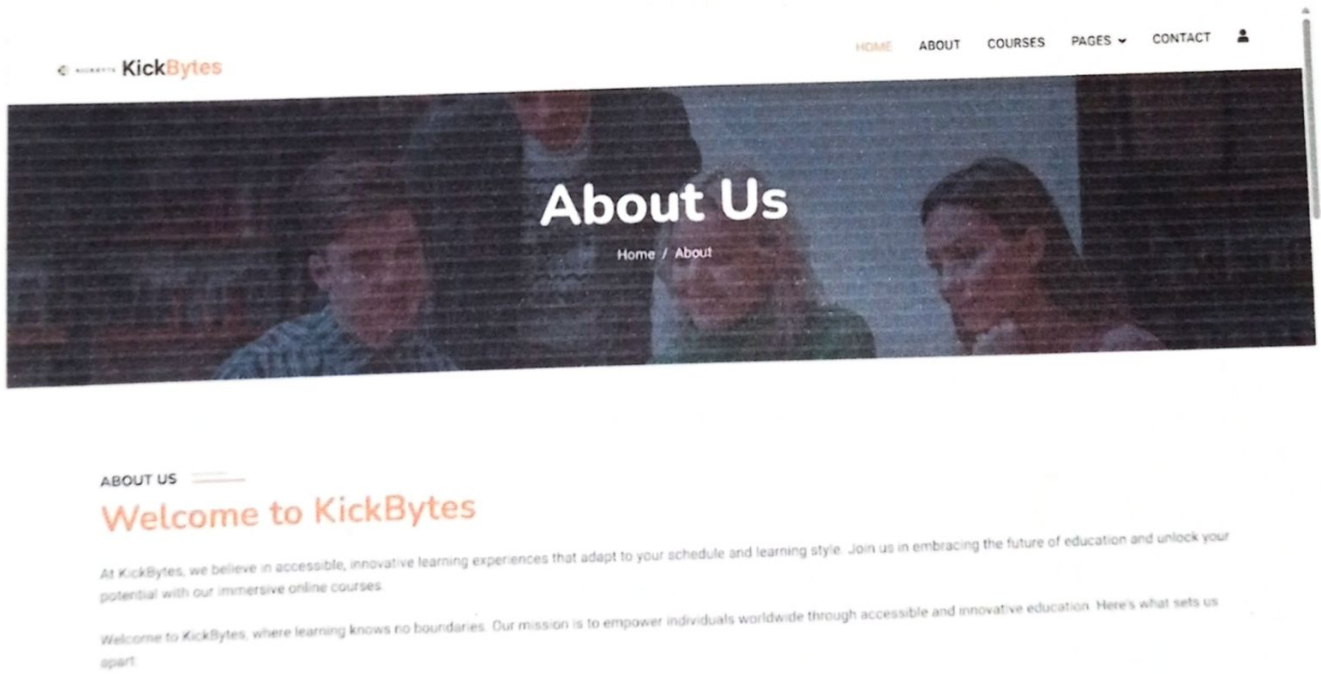 KickBytes
HOME ABOUT COURSES PAGES CONTACT
About Us
Home / About
ABOUT US
Welcome to KickBytes
At KickBytes, we believe in accessible, innovative learning experiences that adapt to your schedule and learning style. Join us in embracing the future of education and unlock your
potential with our immersive online courses.
Welcome to KickBytes, where learning knows no boundaries. Our mission is to empower individuals worldwide through accessible and innovative education. Here's what sets us
apart: